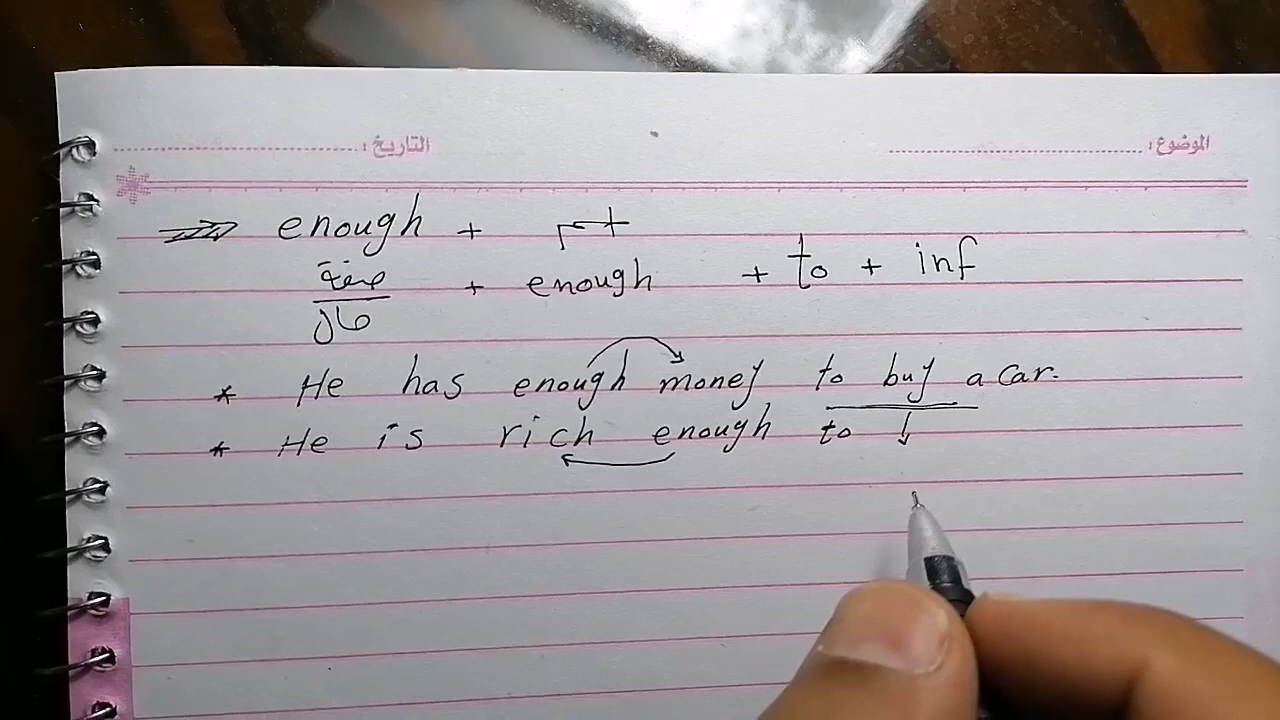 الموضوع: التاريخ:
enough +
صفة + enough + to + inf
حال
* He has enough money to buy a car.
* He is rich enough to